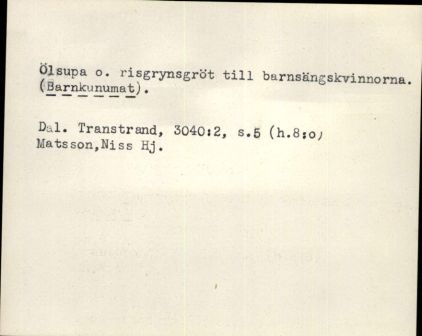 Ölsupa o. risgrynsgröt till barnsängskvinnorna.
(Barnkunumat).
Dal. Transtrand, 3040:2, s.5 (h.8;o)
Matsson,Niss Hj.